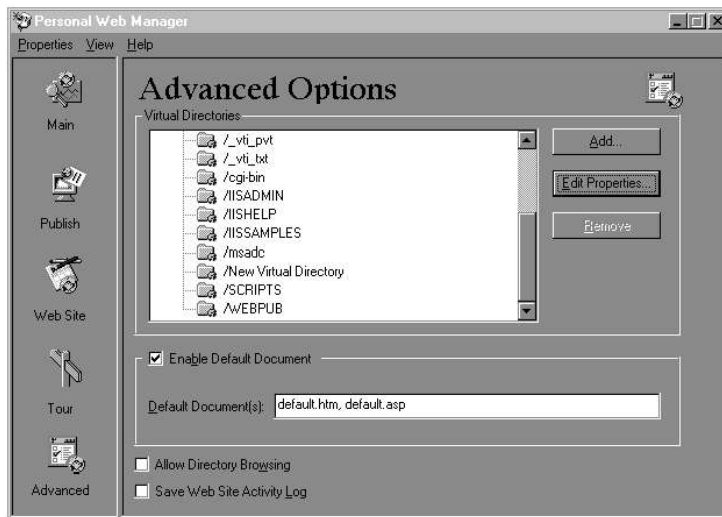 Personal Web Manager
Properties View Help
Main
Publish
Web Site
Tour
Advanced
Advanced Options
Virtual Directories
/_vti_pvt
/_vti_txt
/cgi-bin
/IISADMIN
/IISHELP
/IISSAMPLES
/msadc
/New Virtual Directory
/SCRIPTS
/WEBPUB
Add...
Edit Properties...
Remove
Enable Default Document
Default Document(s): default.htm, default.asp
Allow Directory Browsing
Save Web Site Activity Log